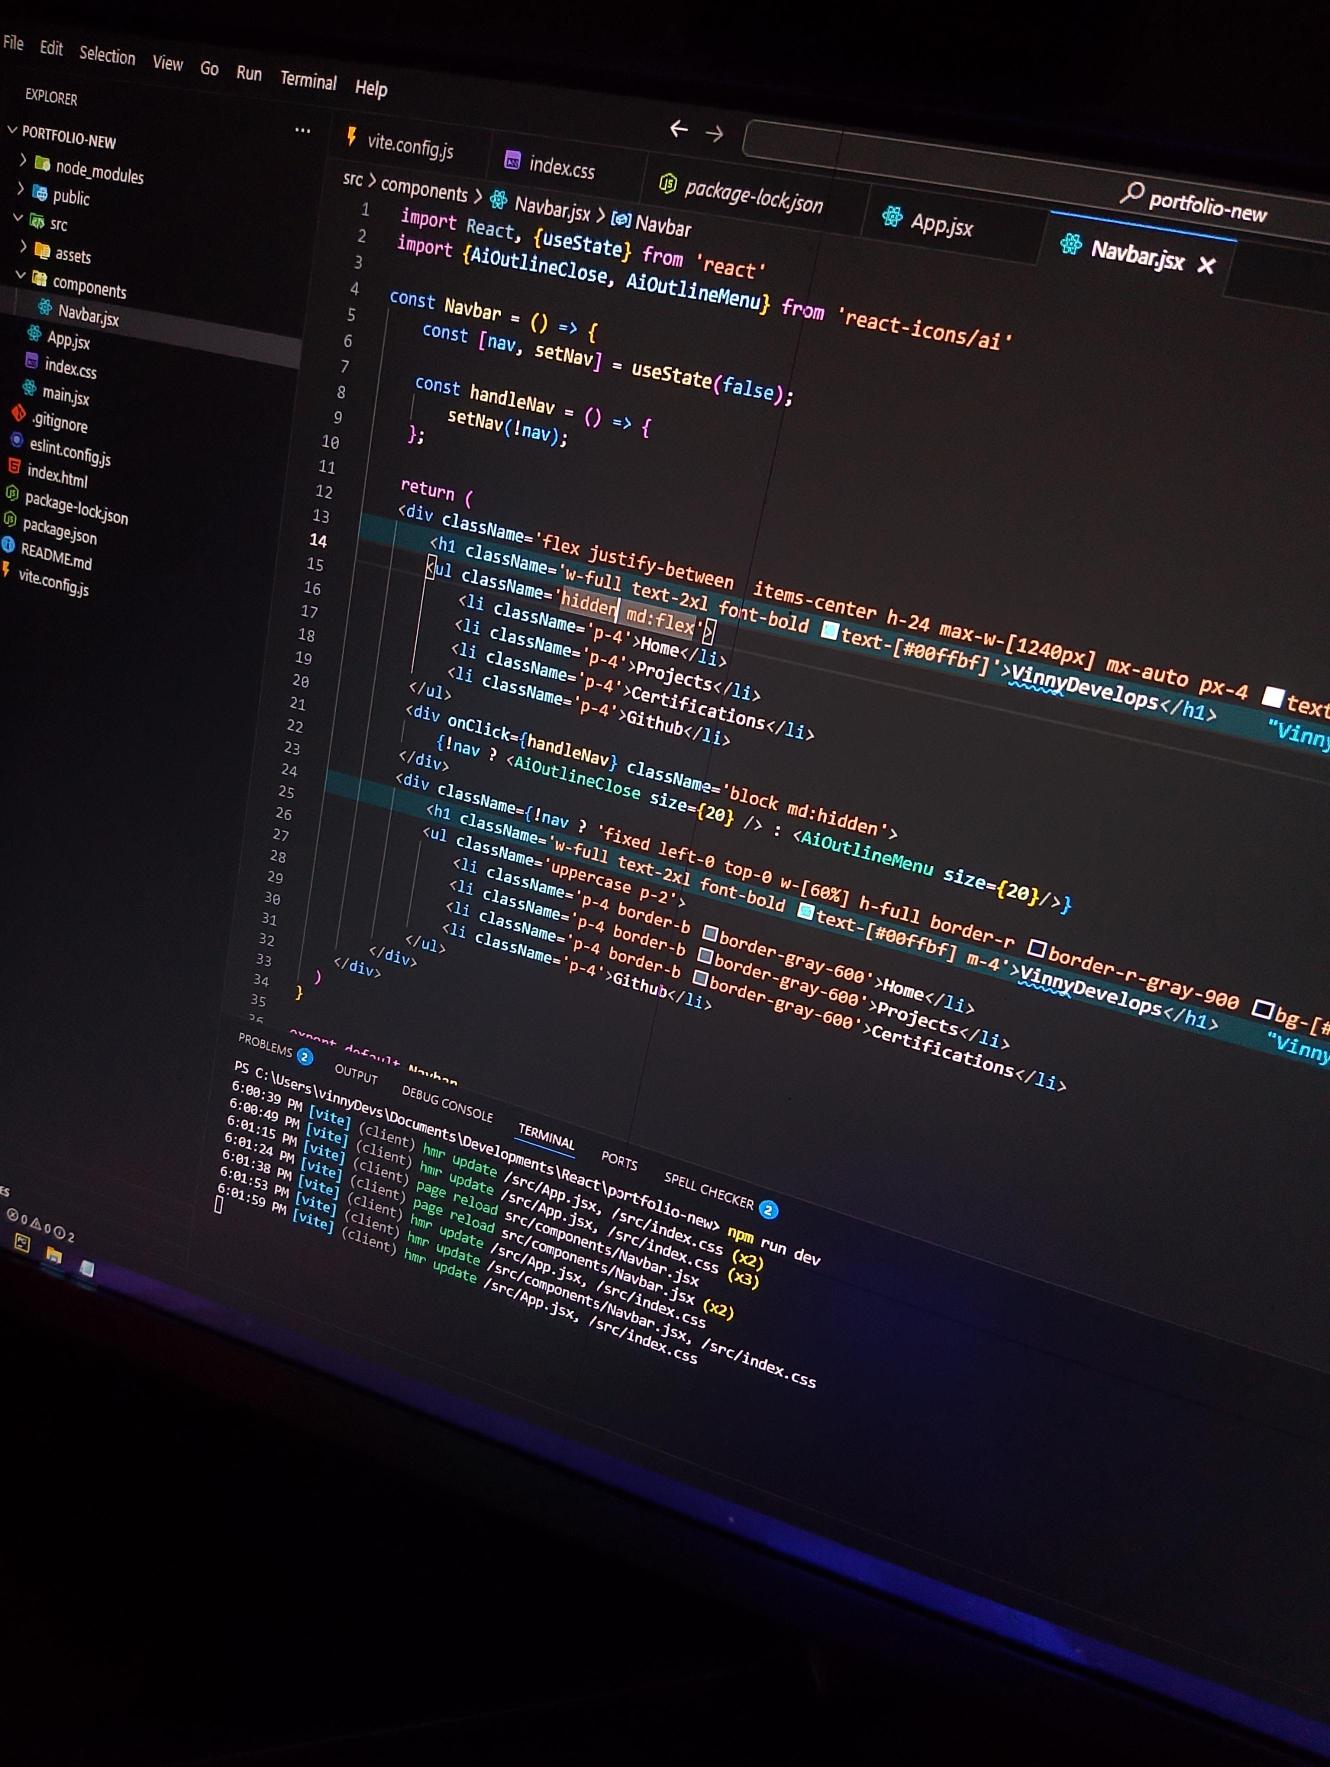 File Edit Selection View Go Run Terminal Help
portfolio-new
EXPLORER
PORTFOLIO-NEW
node_modules
public
src
assets
components
Navbar.jsx
App.jsx
index.css
main.jsx
.gitignore
eslint.config.js
index.html
package-lock.json
package.json
README.md
vite.config.js
vite.config.js index.css package-lock.json App.jsx Navbar.jsx
src > components > Navbar.jsx > Navbar
1 import React, {useState} from 'react'
2 import {AiOutlineClose, AiOutlineMenu} from 'react-icons/ai'
3
4 const Navbar = () => {
5 const [nav, setNav] = useState(false);
6
7 const handleNav = () => {
8 setNav(!nav);
9 };
10
11 return (
12 <div className='flex justify-between items-center h-24 max-w-[1240px] mx-auto px-4 text
13 <h1 className='w-full text-2xl font-bold text-[#00ffbf]'>VinnyDevelops</h1> "Vinny
14 <ul className='hidden md:flex'>
15 <li className='p-4'>Home</li>
16 <li className='p-4'>Projects</li>
17 <li className='p-4'>Certifications</li>
18 <li className='p-4'>Github</li>
19 </ul>
20 <div onClick={handleNav} className='block md:hidden'>
21 {!nav ? <AiOutlineClose size={20} /> : <AiOutlineMenu size={20}/>}
22 </div>
23 <div className={!nav ? 'fixed left-0 top-0 w-[60%] h-full border-r border-r-gray-900 bg-[#
24 <h1 className='w-full text-2xl font-bold text-[#00ffbf] m-4'>VinnyDevelops</h1> "Vinny
25 <ul className='uppercase p-2'>
26 <li className='p-4 border-b border-gray-600'>Home</li>
27 <li className='p-4 border-b border-gray-600'>Projects</li>
28 <li className='p-4 border-b border-gray-600'>Certifications</li>
29 <li className='p-4'>Github</li>
30 </ul>
31 </div>
32 </div>
33 )
34 }
35
36 export default Navbar
PROBLEMS 2 OUTPUT DEBUG CONSOLE TERMINAL PORTS SPELL CHECKER 2
PS C:\Users\vinnyDevs\Documents\Developments\React\portfolio-new> npm run dev
6:00:39 PM [vite] (client) hmr update /src/App.jsx, /src/index.css (x2)
6:00:49 PM [vite] (client) hmr update /src/App.jsx, /src/index.css (x3)
6:01:15 PM [vite] (client) page reload src/components/Navbar.jsx
6:01:24 PM [vite] (client) page reload src/components/Navbar.jsx (x2)
6:01:38 PM [vite] (client) hmr update /src/App.jsx, /src/index.css
6:01:53 PM [vite] (client) hmr update /src/components/Navbar.jsx, /src/index.css
6:01:59 PM [vite] (client) hmr update /src/App.jsx, /src/index.css
0 0 2